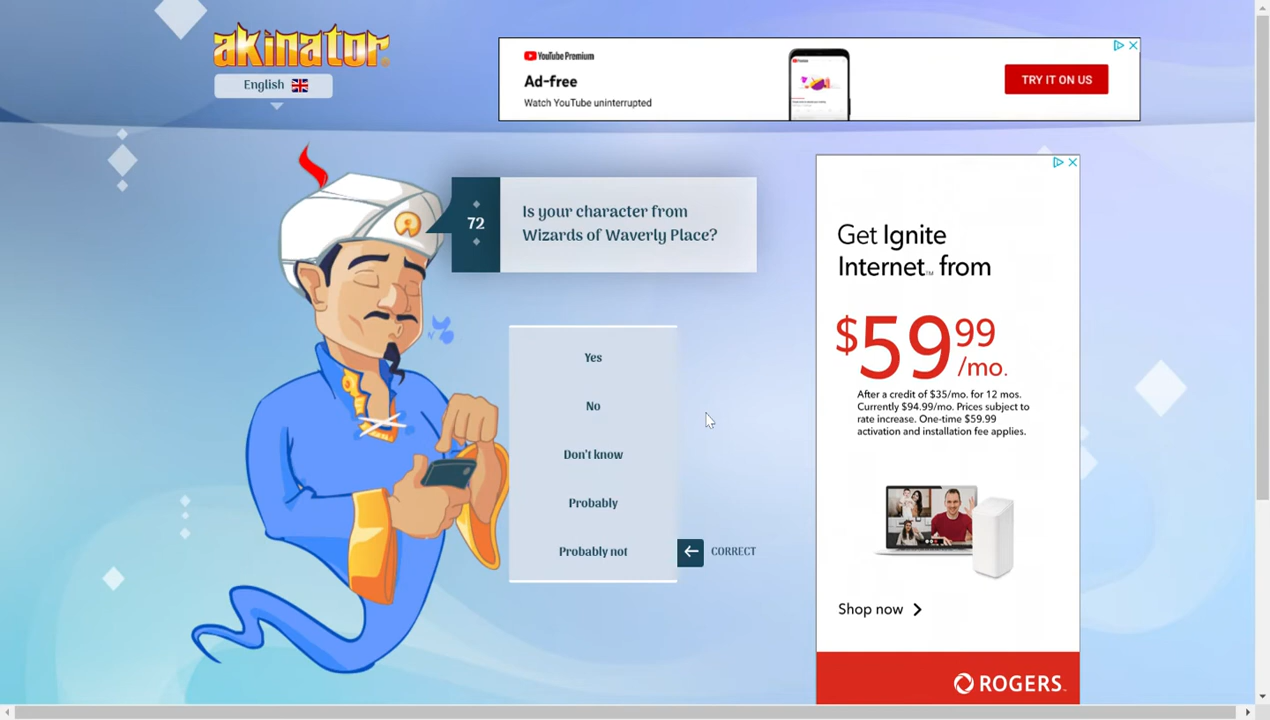 akinator
English
YouTube Premium
Ad-free
Watch YouTube uninterrupted
TRY IT ON US
72
Is your character from
Wizards of Waverly Place?
Yes
No
Don't know
Probably
Probably not
CORRECT
Get Ignite
Internet™ from
$59 99
/mo.
After a credit of $35/mo. for 12 mos.
Currently $94.99/mo. Prices subject to
rate increase. One-time $59.99
activation and installation fee applies.
Shop now
ROGERS